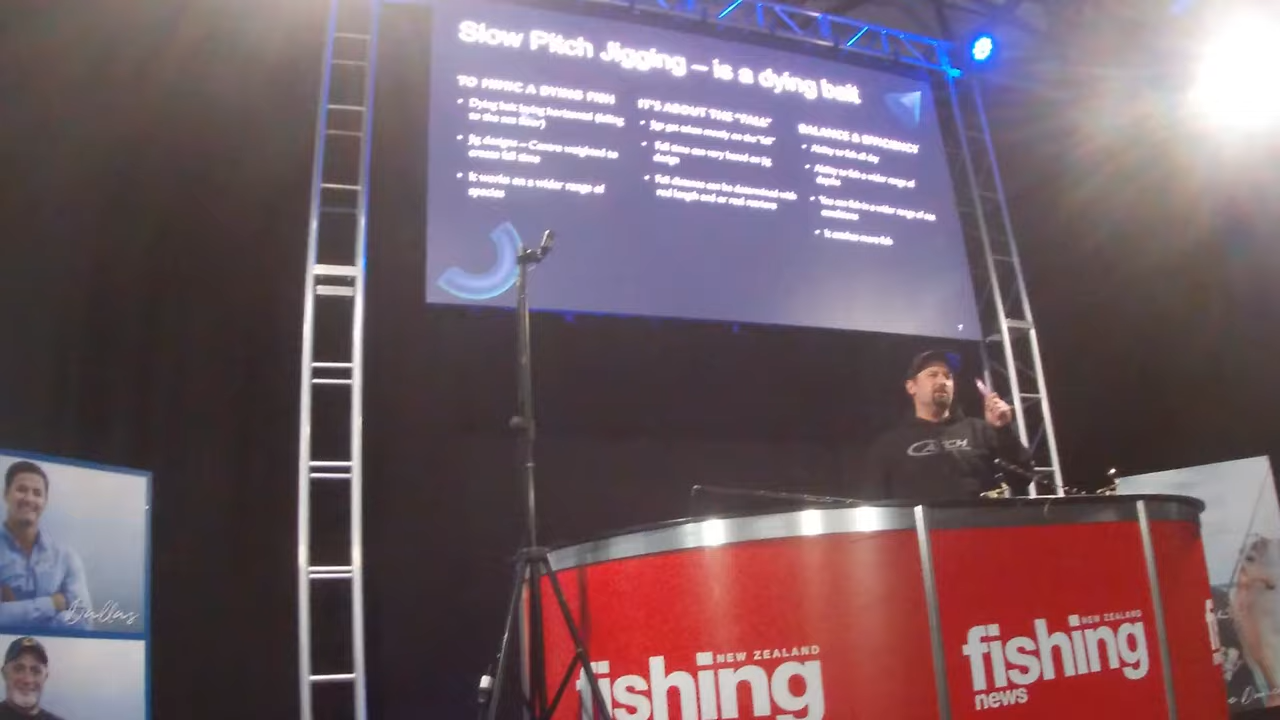 Slow Pitch Jigging – is a dying bait
TO MIMIC A DYING FISH
• Dying bait: lying horizontal (falling
to the sea floor)
• Jig designs – Centre weighted to
create fall time
• It works on a wider range of
species
IT'S ABOUT THE "FALL"
• Jigs get taken mostly on the "fall"
• Fall time can vary based on jig
design
• Fall distance can be determined with
rod length and or reel
BALANCE & EFFICIENCY
• Ability to fish all day
• Ability to fish a wider range of
depths
• You can fish in a wider range of sea
conditions
• Is catches more fish
CATCH
Dallas
NEW ZEALAND
fishing
NEW ZEALAND
fishing
news
f